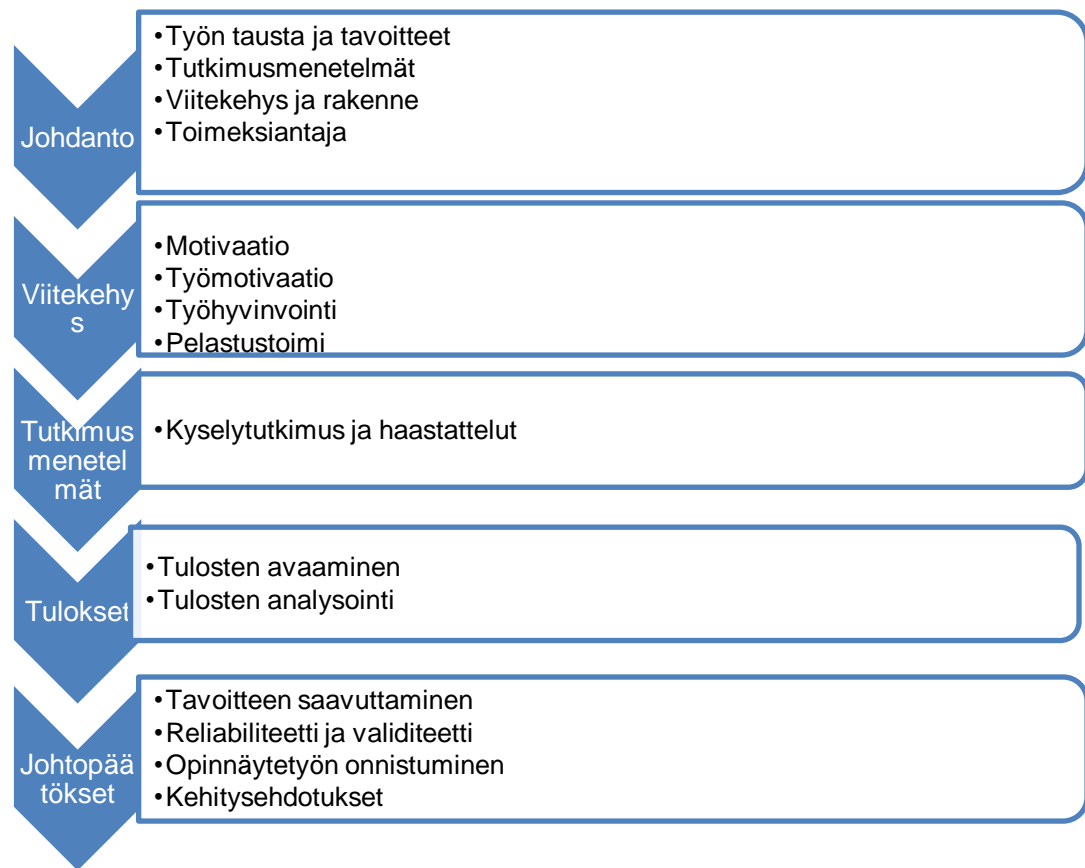 Johdanto
•Työn tausta ja tavoitteet
•Tutkimusmenetelmät
•Viitekehys ja rakenne
•Toimeksiantaja
Viitekehy
s
•Motivaatio
•Työmotivaatio
•Työhyvinvointi
•Pelastustoimi
Tutkimus
menetel
mät
•Kyselytutkimus ja haastattelut
Tulokset
•Tulosten avaaminen
•Tulosten analysointi
Johtopää
tökset
•Tavoitteen saavuttaminen
•Reliabiliteetti ja validiteetti
•Opinnäytetyön onnistuminen
•Kehitysehdotukset